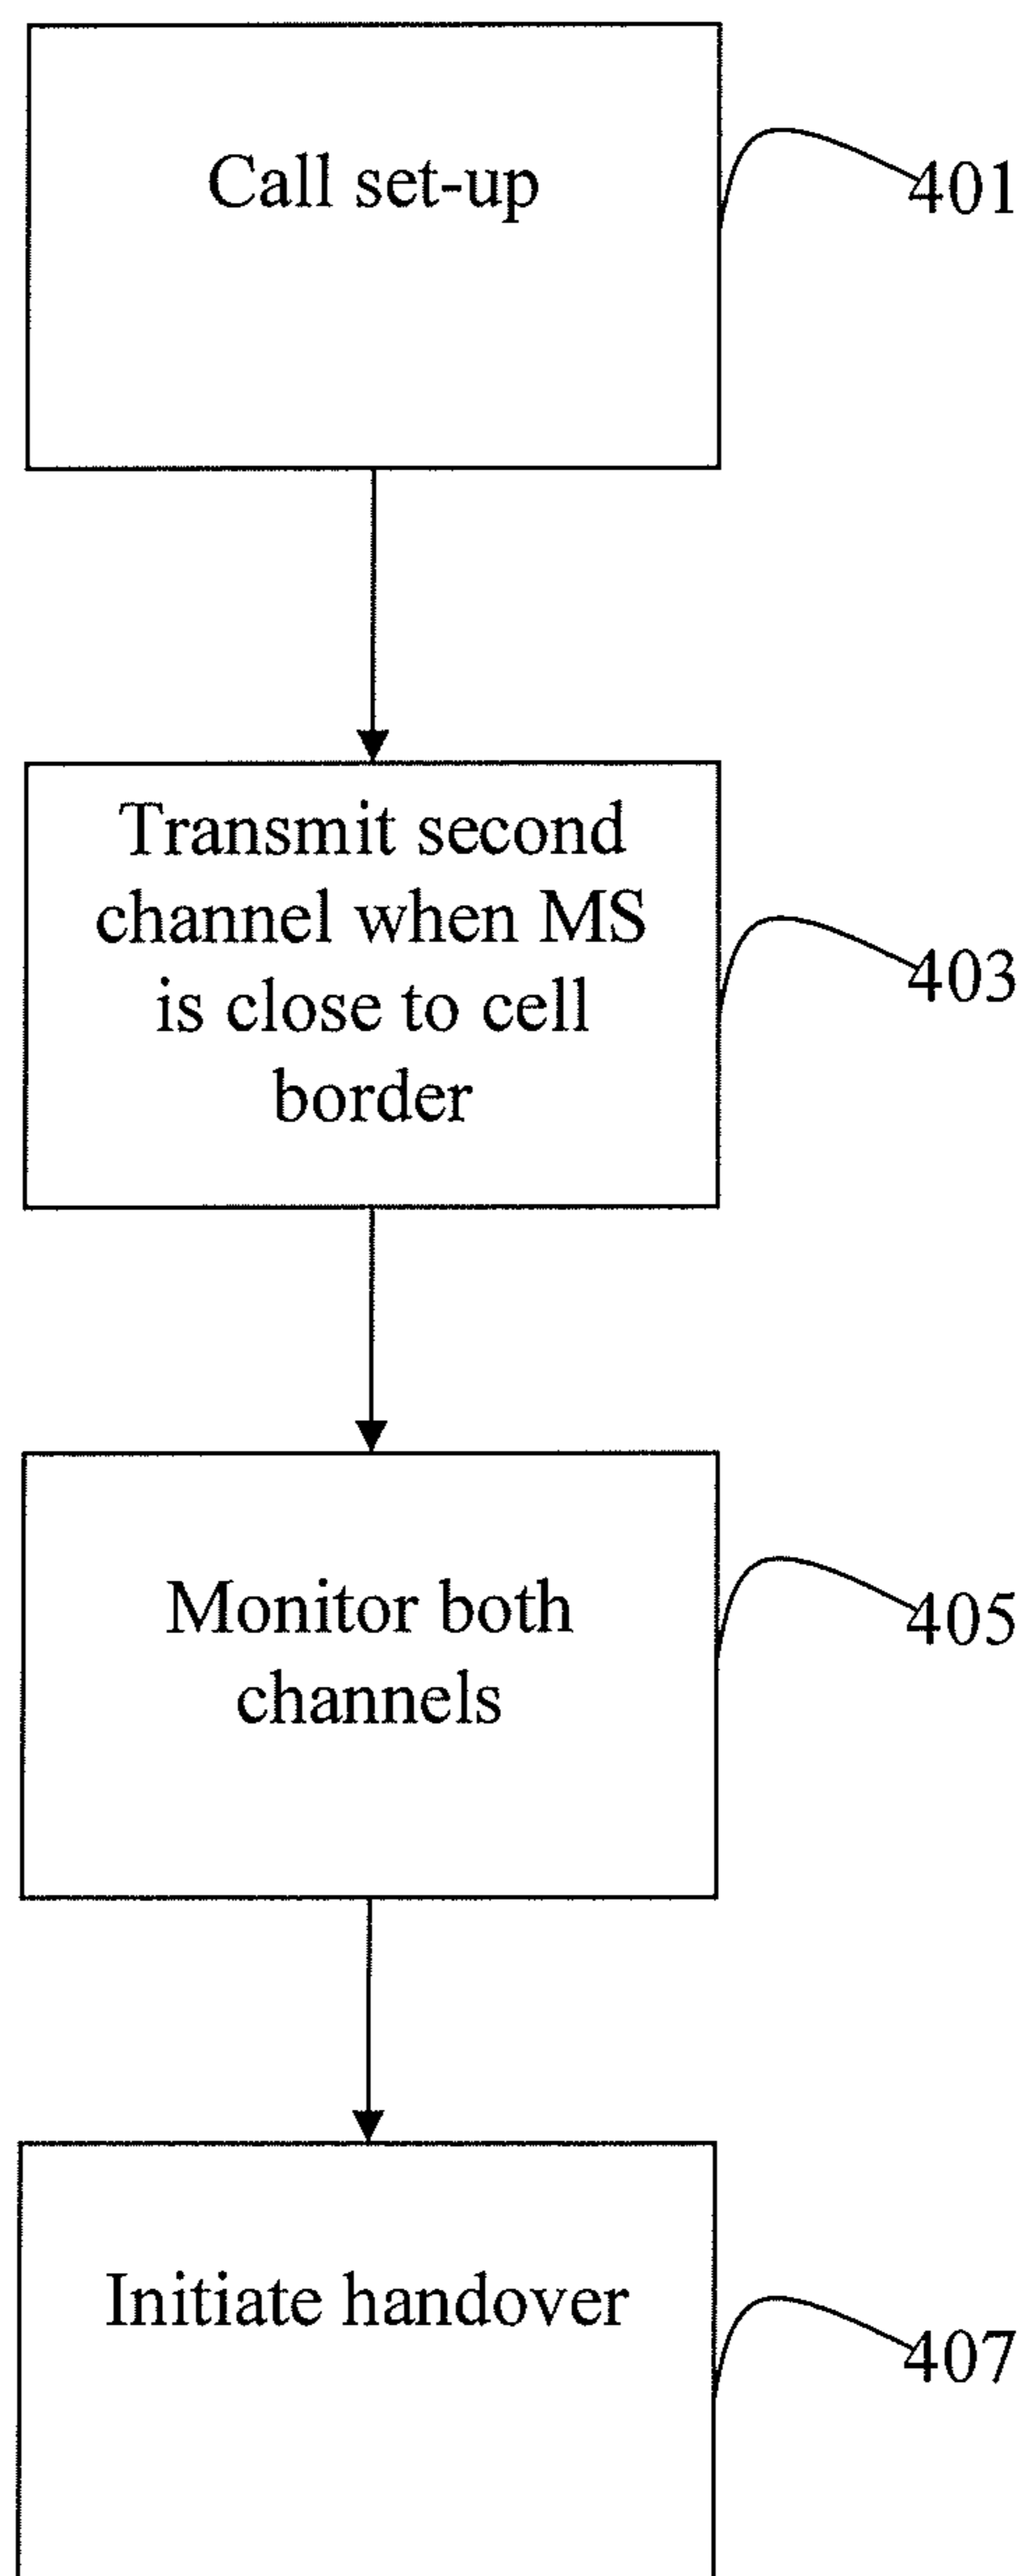 Call set-up
401
Transmit second
channel when MS
is close to cell
border
403
Monitor both
channels
405
Initiate handover
407